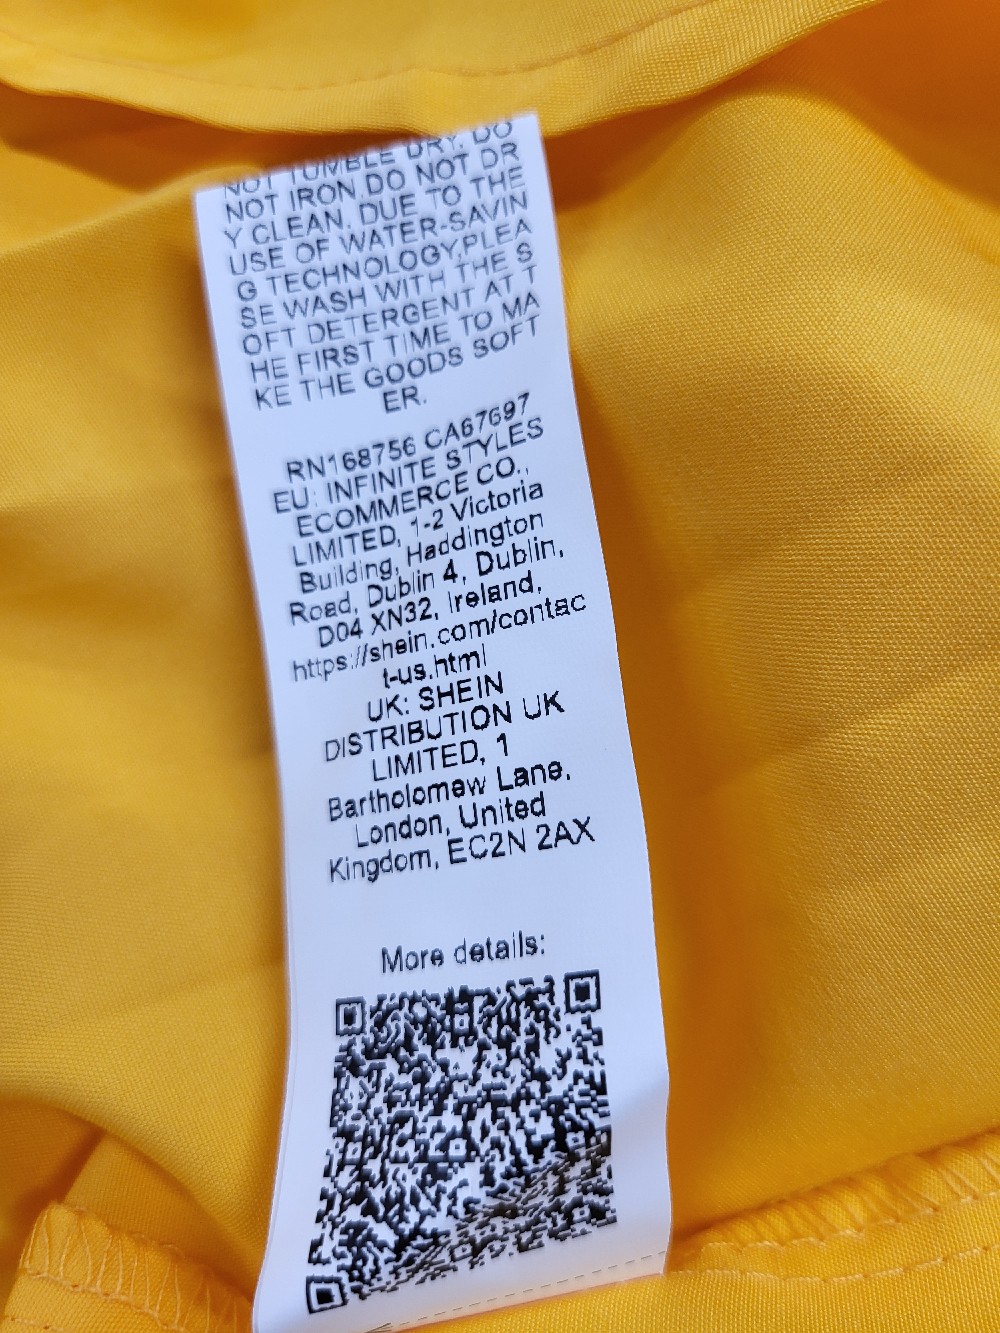 NOT TUMBLE DRY. DO
NOT IRON.DO NOT DR
Y CLEAN. DUE TO THE
USE OF WATER-SAVIN
G TECHNOLOGY,PLEA
SE WASH WITH THE S
OFT DETERGENT AT T
HE FIRST TIME TO MA
KE THE GOODS SOFT
ER.
RN168756 CA67697
EU: INFINITE STYLES
ECOMMERCE CO.,
LIMITED, 1-2 Victoria
Building, Haddington
Road, Dublin 4, Dublin,
D04 XN32, Ireland,
https://shein.com/contac
t-us.html
UK: SHEIN
DISTRIBUTION UK
LIMITED, 1
Bartholomew Lane,
London, United
Kingdom, EC2N 2AX
More details: